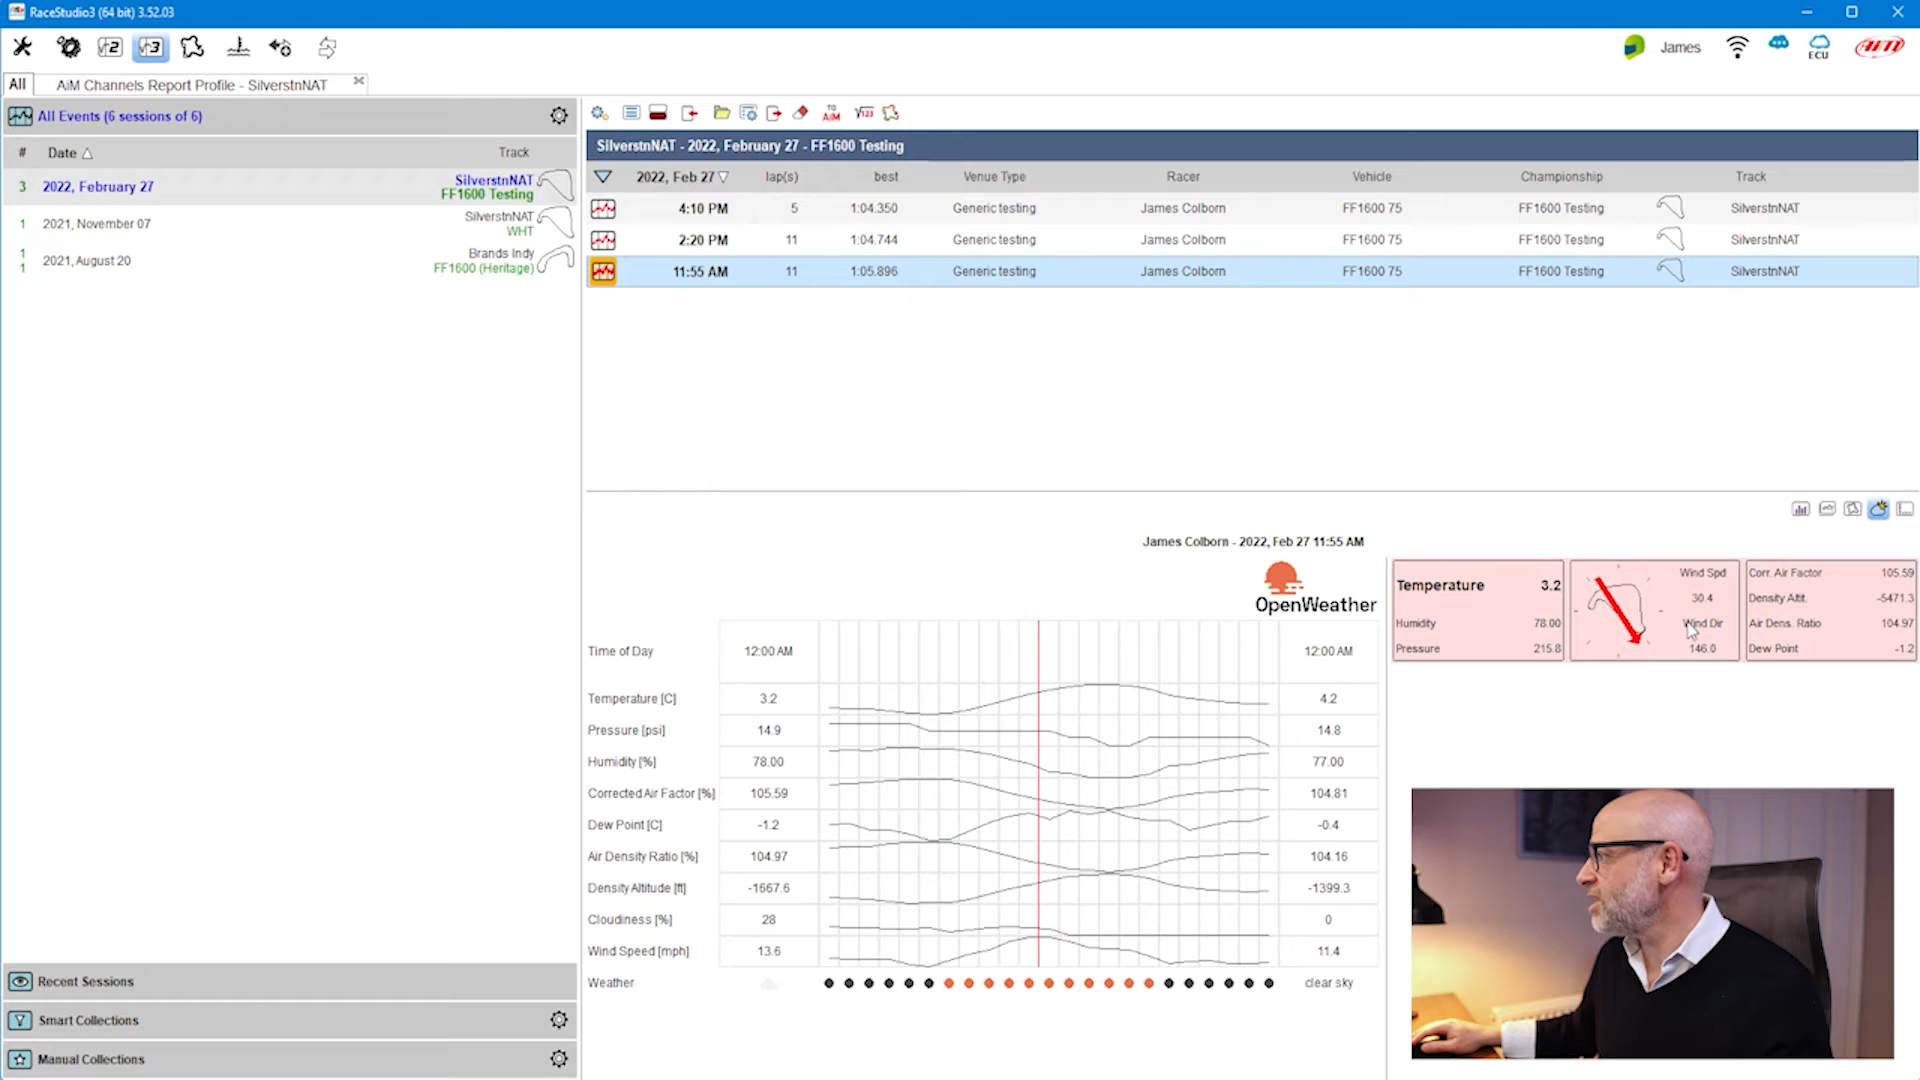 RaceStudio3 (64 bit) 3.52.03
James
ECU
AiM
All
AiM Channels Report Profile - SilverstnNAT
All Events (6 sessions of 6)
# Date Track
3 2022, February 27 SilverstnNAT
FF1600 Testing
1 2021, November 07 SilverstnNAT
WHT
1 2021, August 20 Brands Indy
1 FF1600 (Heritage)
Recent Sessions
Smart Collections
Manual Collections
TO AiM
√123
SilverstnNAT - 2022, February 27 - FF1600 Testing
2022, Feb 27 lap(s) best Venue Type Racer Vehicle Championship Track
4:10 PM 5 1:04.350 Generic testing James Colborn FF1600 75 FF1600 Testing SilverstnNAT
2:20 PM 11 1:04.744 Generic testing James Colborn FF1600 75 FF1600 Testing SilverstnNAT
11:55 AM 11 1:05.896 Generic testing James Colborn FF1600 75 FF1600 Testing SilverstnNAT
James Colborn - 2022, Feb 27 11:55 AM
OpenWeather
Time of Day 12:00 AM 12:00 AM
Temperature [C] 3.2 4.2
Pressure [psi] 14.9 14.8
Humidity [%] 78.00 77.00
Corrected Air Factor [%] 105.59 104.81
Dew Point [C] -1.2 -0.4
Air Density Ratio [%] 104.97 104.16
Density Altitude [ft] -1667.6 -1399.3
Cloudiness [%] 28 0
Wind Speed [mph] 13.6 11.4
Weather clear sky
Temperature 3.2
Humidity 78.00
Pressure 215.8
Wind Spd
30.4
Wind Dir
146.0
Corr. Air Factor 105.59
Density Altit. -5471.3
Air Dens. Ratio 104.97
Dew Point -1.2